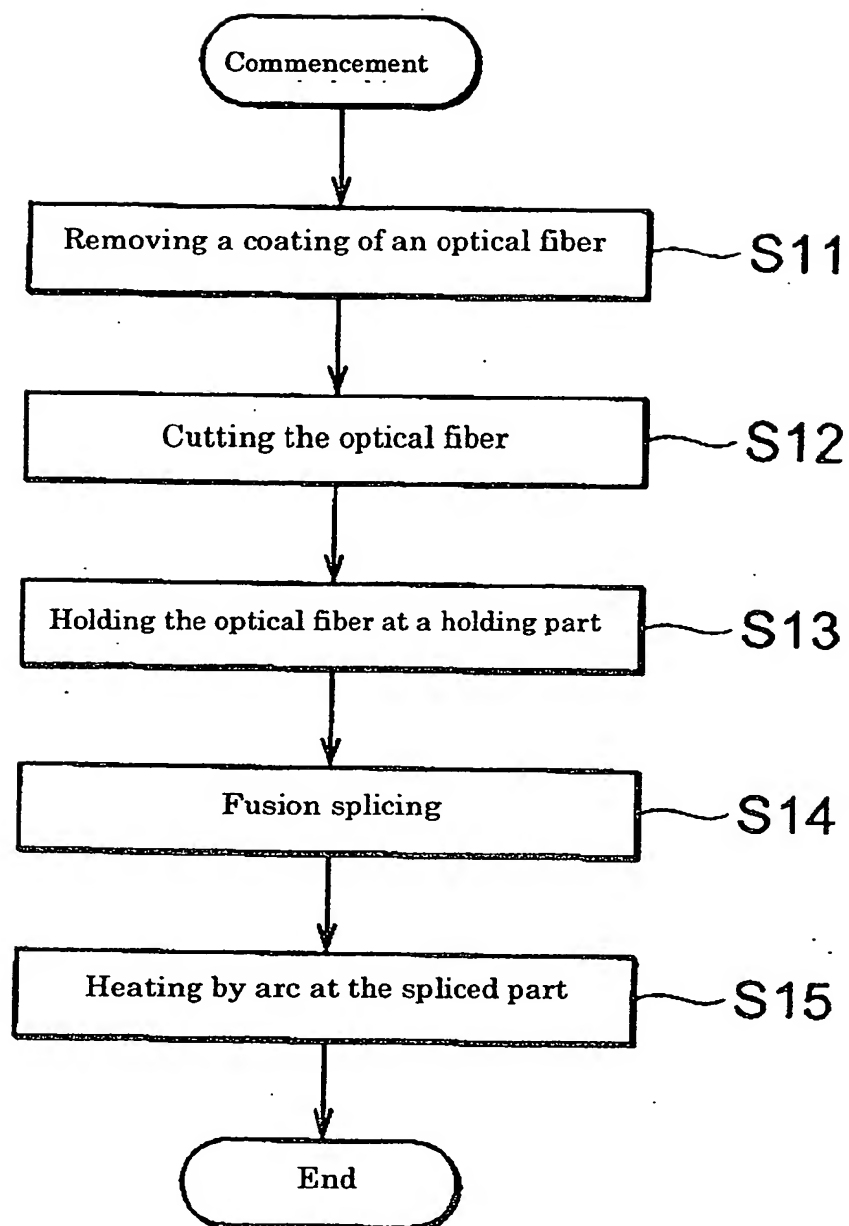 Commencement
Removing a coating of an optical fiber
S11
Cutting the optical fiber
S12
Holding the optical fiber at a holding part
S13
Fusion splicing
S14
Heating by arc at the spliced part
S15
End